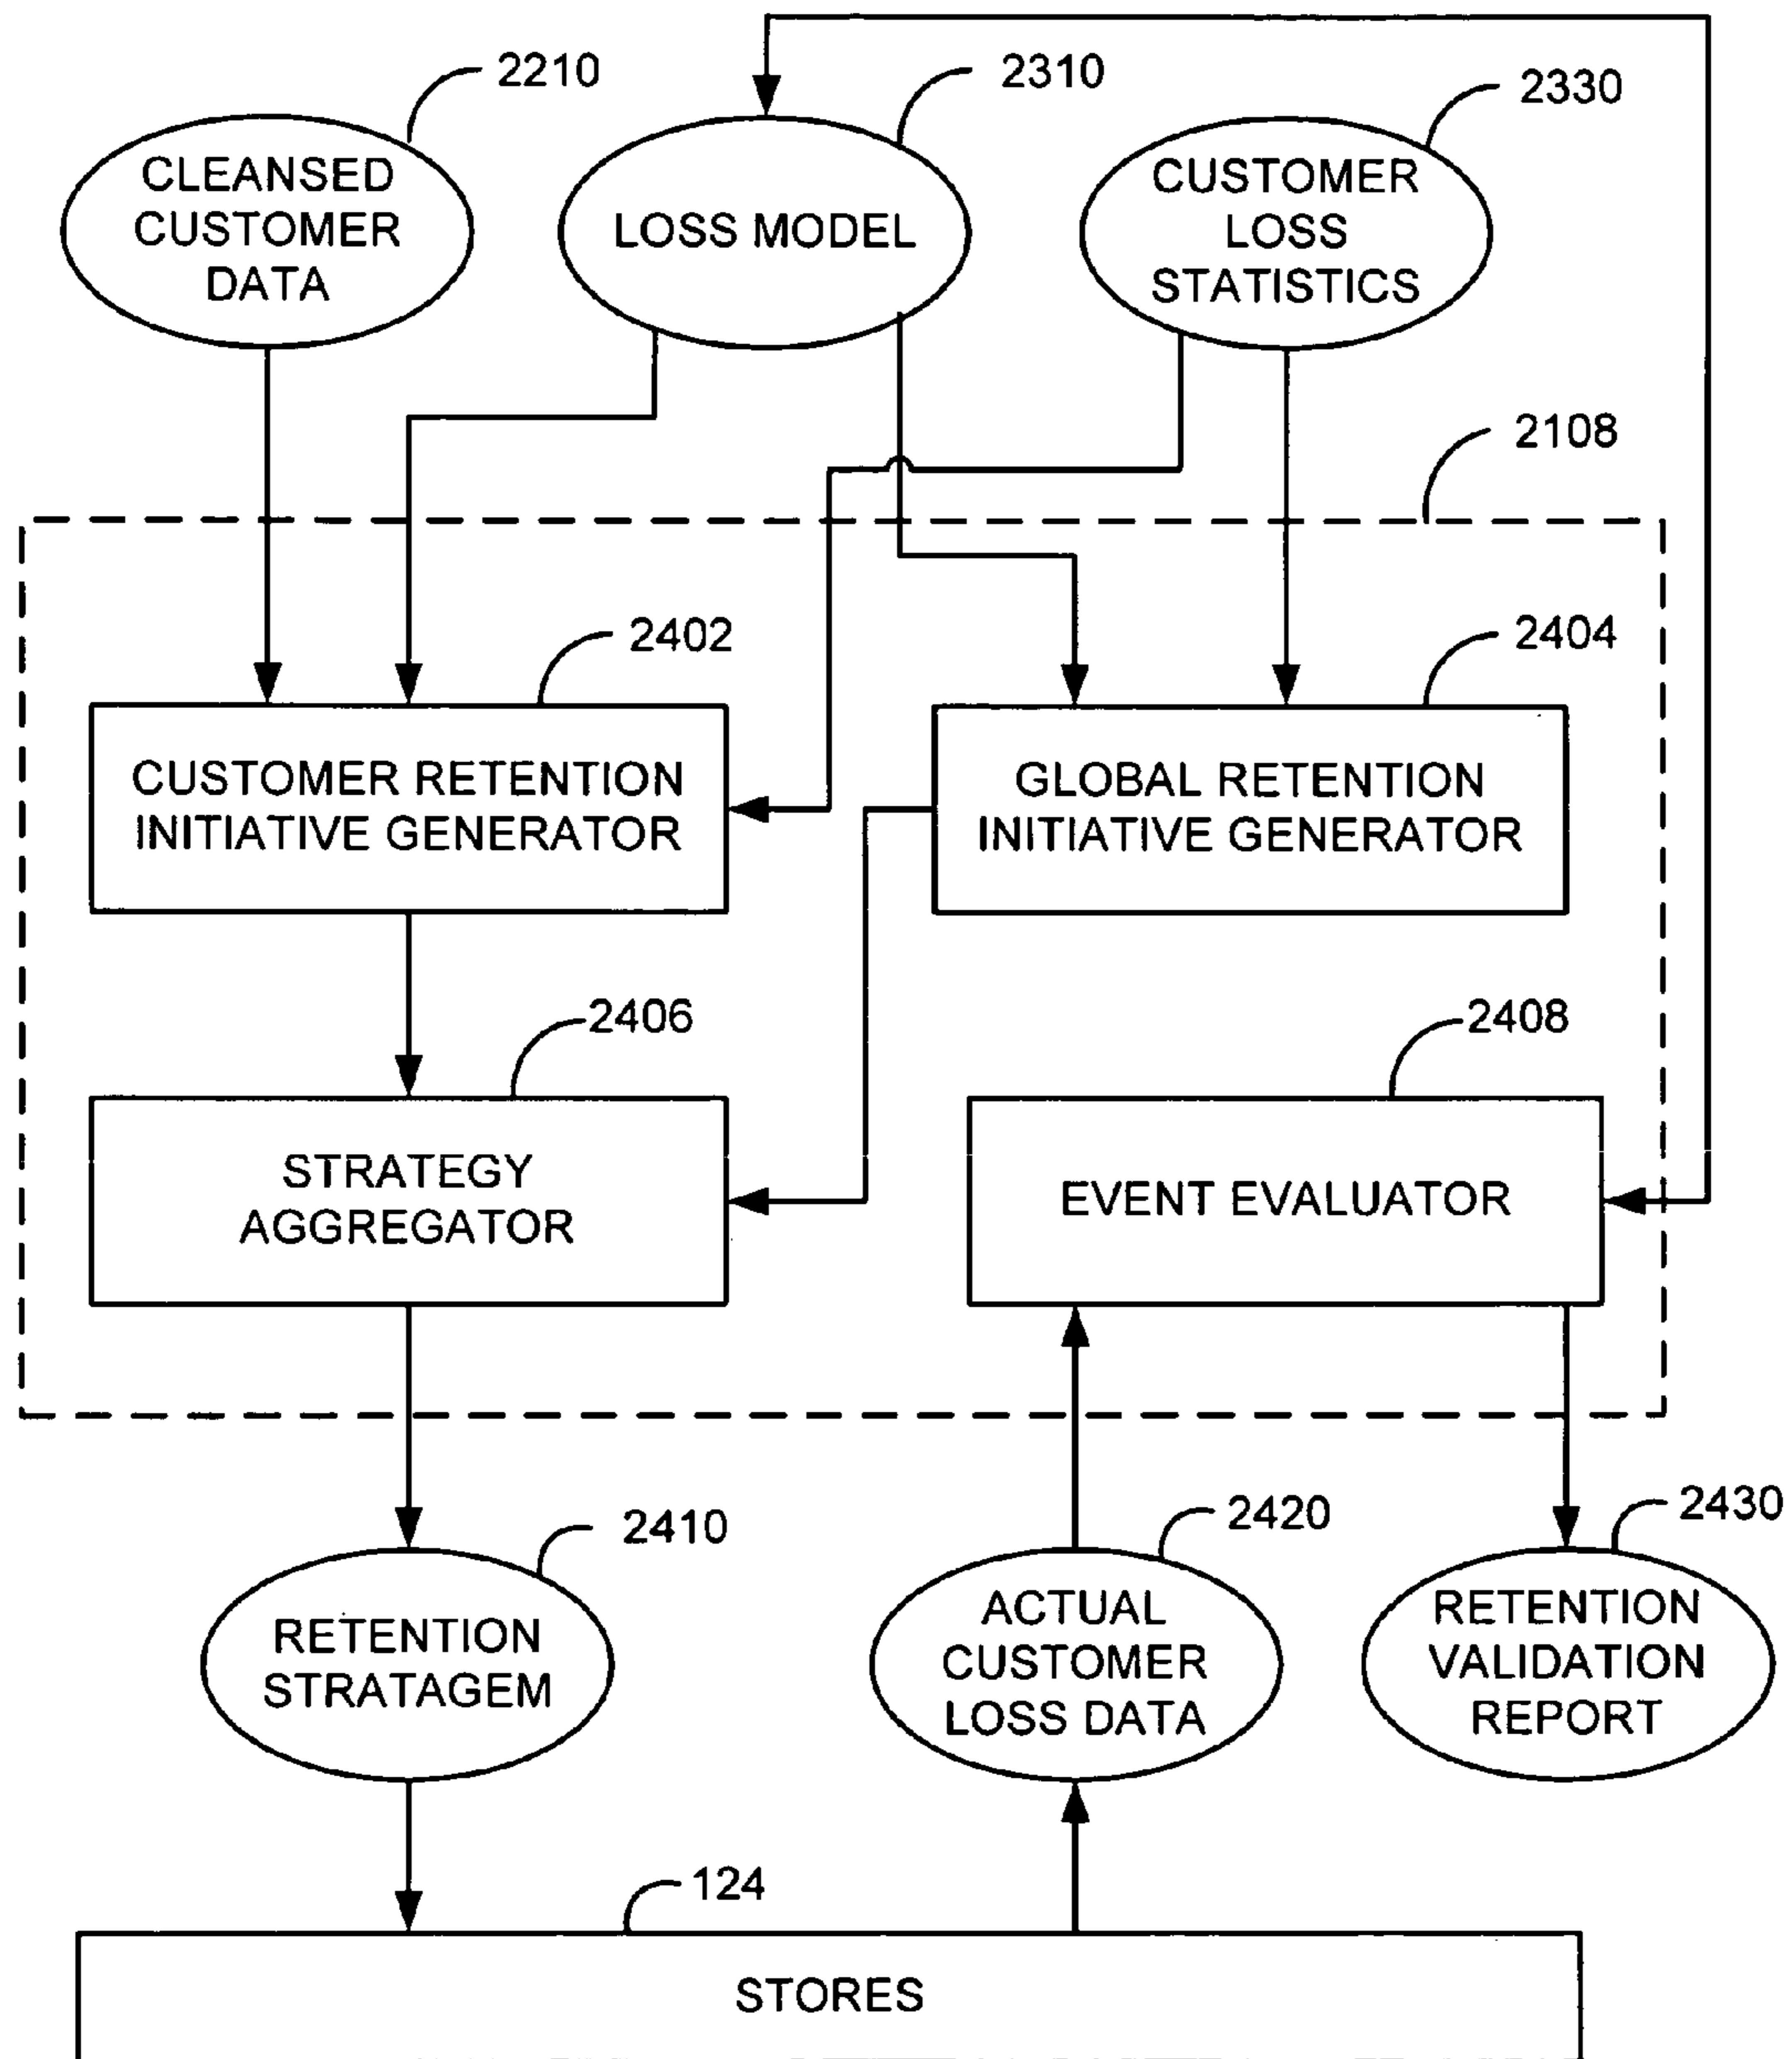 2210
2310
2330
CLEANSED
CUSTOMER
DATA
LOSS MODEL
CUSTOMER
LOSS
STATISTICS
2108
2402
2404
CUSTOMER RETENTION
INITIATIVE GENERATOR
GLOBAL RETENTION
INITIATIVE GENERATOR
2406
2408
STRATEGY
AGGREGATOR
EVENT EVALUATOR
2410
2420
2430
RETENTION
STRATAGEM
ACTUAL
CUSTOMER
LOSS DATA
RETENTION
VALIDATION
REPORT
124
STORES